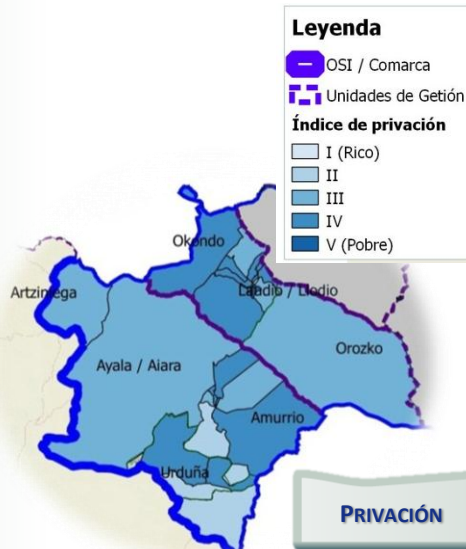 Leyenda
OSI / Comarca
Unidades de Getión
Índice de privación
I (Rico)
II
III
IV
V (Pobre)
Okondo
Laudio / Llodio
Artziniega
Orozko
Ayala / Aiara
Amurrio
Urduña
PRIVACIÓN